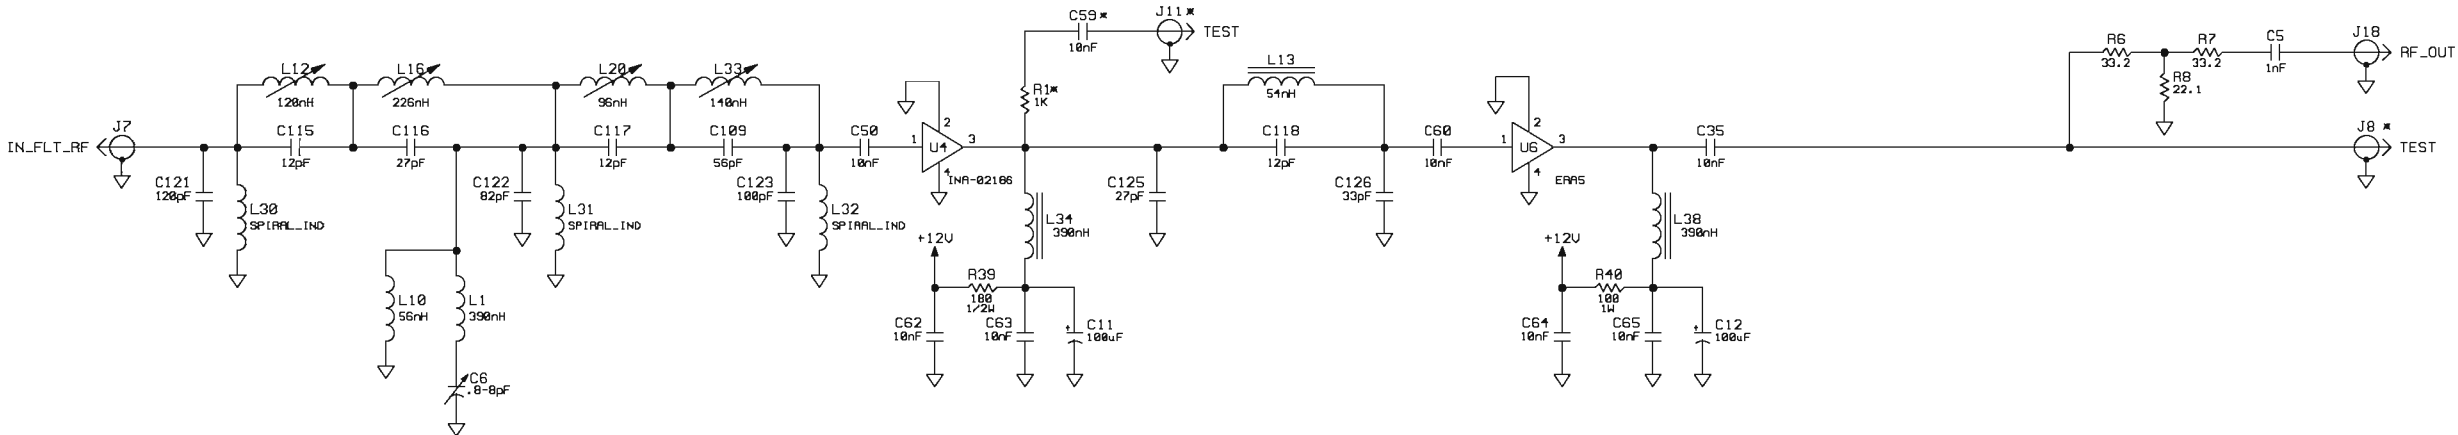 C59*
10nF
J11*
TEST
R1*
1K
L12
120nH
L16
226nH
L20
96nH
L33
140nH
L13
54nH
R6
33.2
R7
33.2
C5
1nF
J18
RF_OUT
R8
22.1
IN_FLT_RF
J7
C115
12pF
C116
27pF
C117
12pF
C109
56pF
C50
10nF
1
2
3
4
U4
INA-02186
C118
12pF
C60
10nF
1
2
3
4
U6
ERA5
C35
10nF
J8 *
TEST
C121
120pF
L30
SPIRAL_IND
C122
82pF
L31
SPIRAL_IND
C123
100pF
L32
SPIRAL_IND
C125
27pF
C126
33pF
L34
390nH
L38
390nH
+12V
R39
180
1/2W
+12V
R40
100
1W
L10
56nH
L1
390nH
C62
10nF
C63
10nF
+
C11
100uF
C64
10nF
C65
10nF
+
C12
100uF
C6
.8-8pF